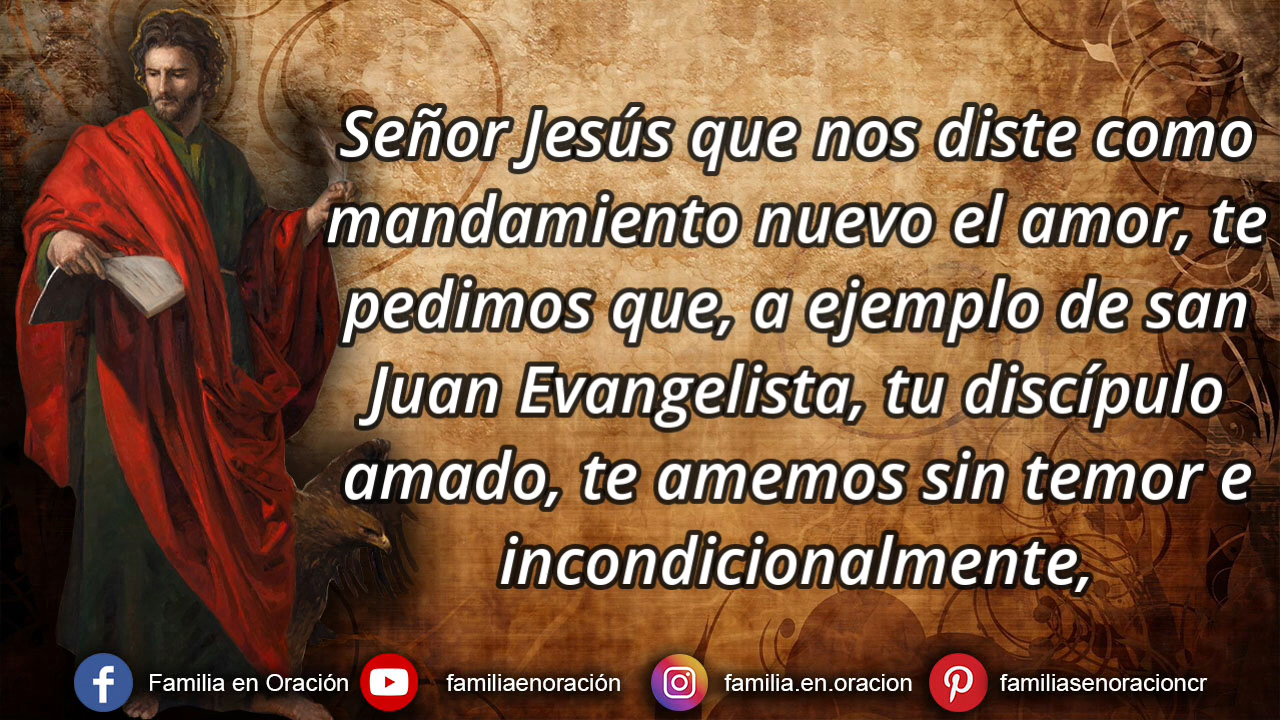 Señor Jesús que nos diste como
mandamiento nuevo el amor, te
pedimos que, a ejemplo de san
Juan Evangelista, tu discípulo
amado, te amemos sin temor e
incondicionalmente,
Familia en Oración
familiaenoración
familia.en.oracion
familiasenoracioncr